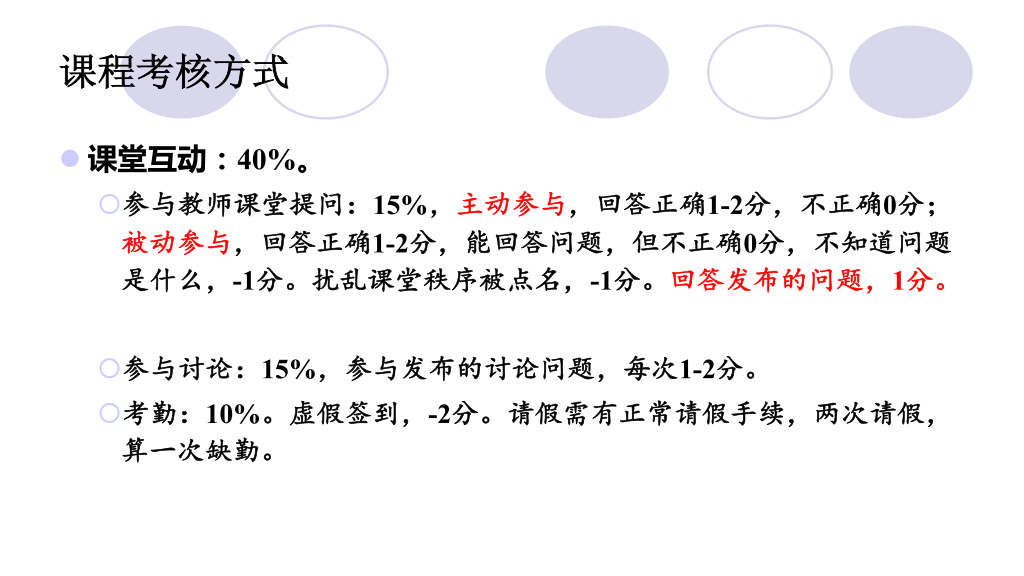 课程考核方式
课堂互动：40%。
参与教师课堂提问：15%，主动参与，回答正确1-2分，不正确0分；
被动参与，回答正确1-2分，能回答问题，但不正确0分，不知道问题
是什么，-1分。扰乱课堂秩序被点名，-1分。回答发布的问题，1分。
参与讨论：15%，参与发布的讨论问题，每次1-2分。
考勤：10%。虚假签到，-2分。请假需有正常请假手续，两次请假，
算一次缺勤。